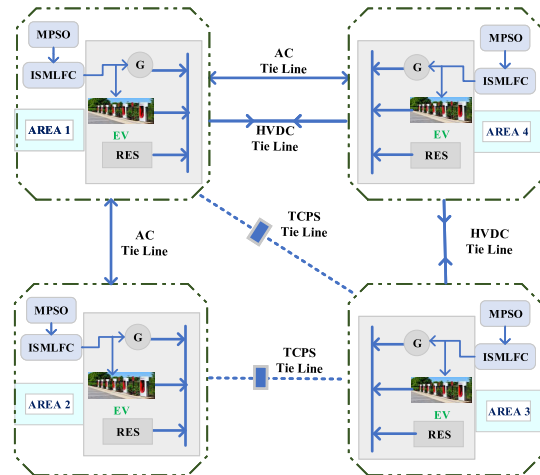 MPSO
ISMLFC
G
AREA 1
EV
RES
AC
Tie Line
HVDC
Tie Line
MPSO
G
ISMLFC
AREA 4
EV
RES
AC
Tie Line
TCPS
Tie Line
HVDC
Tie Line
MPSO
ISMLFC
G
AREA 2
EV
RES
TCPS
Tie Line
MPSO
G
ISMLFC
AREA 3
EV
RES